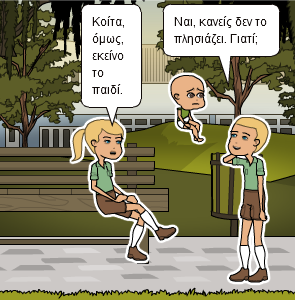 Κοίτα,
όμως,
εκείνο
το
παιδί.
Ναι, κανείς δεν το
πλησιάζει. Γιατί;